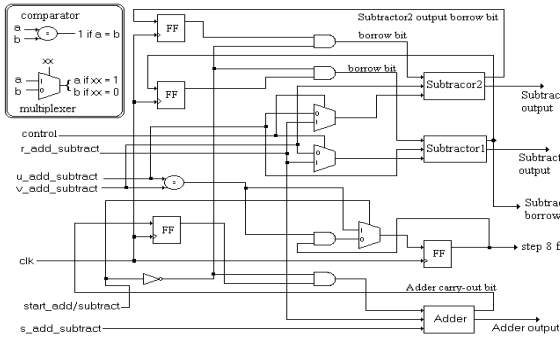 comparator
a
b
=
1 if a = b
xx
a
b
1
0
a if xx = 1
b if xx = 0
multiplexer
FF
Subtractor2 output borrow bit
borrow bit
FF
borrow bit
Subtracor2
Subtrac
output
0
1
control
r_add_subtract
0
1
Subtractor1
Subtract
output
u_add_subtract
v_add_subtract
=
Subtra
borrow
FF
1
0
FF
step 8 f
clk
Adder carry-out bit
start_add/subtract
s_add_subtract
Adder
Adder output